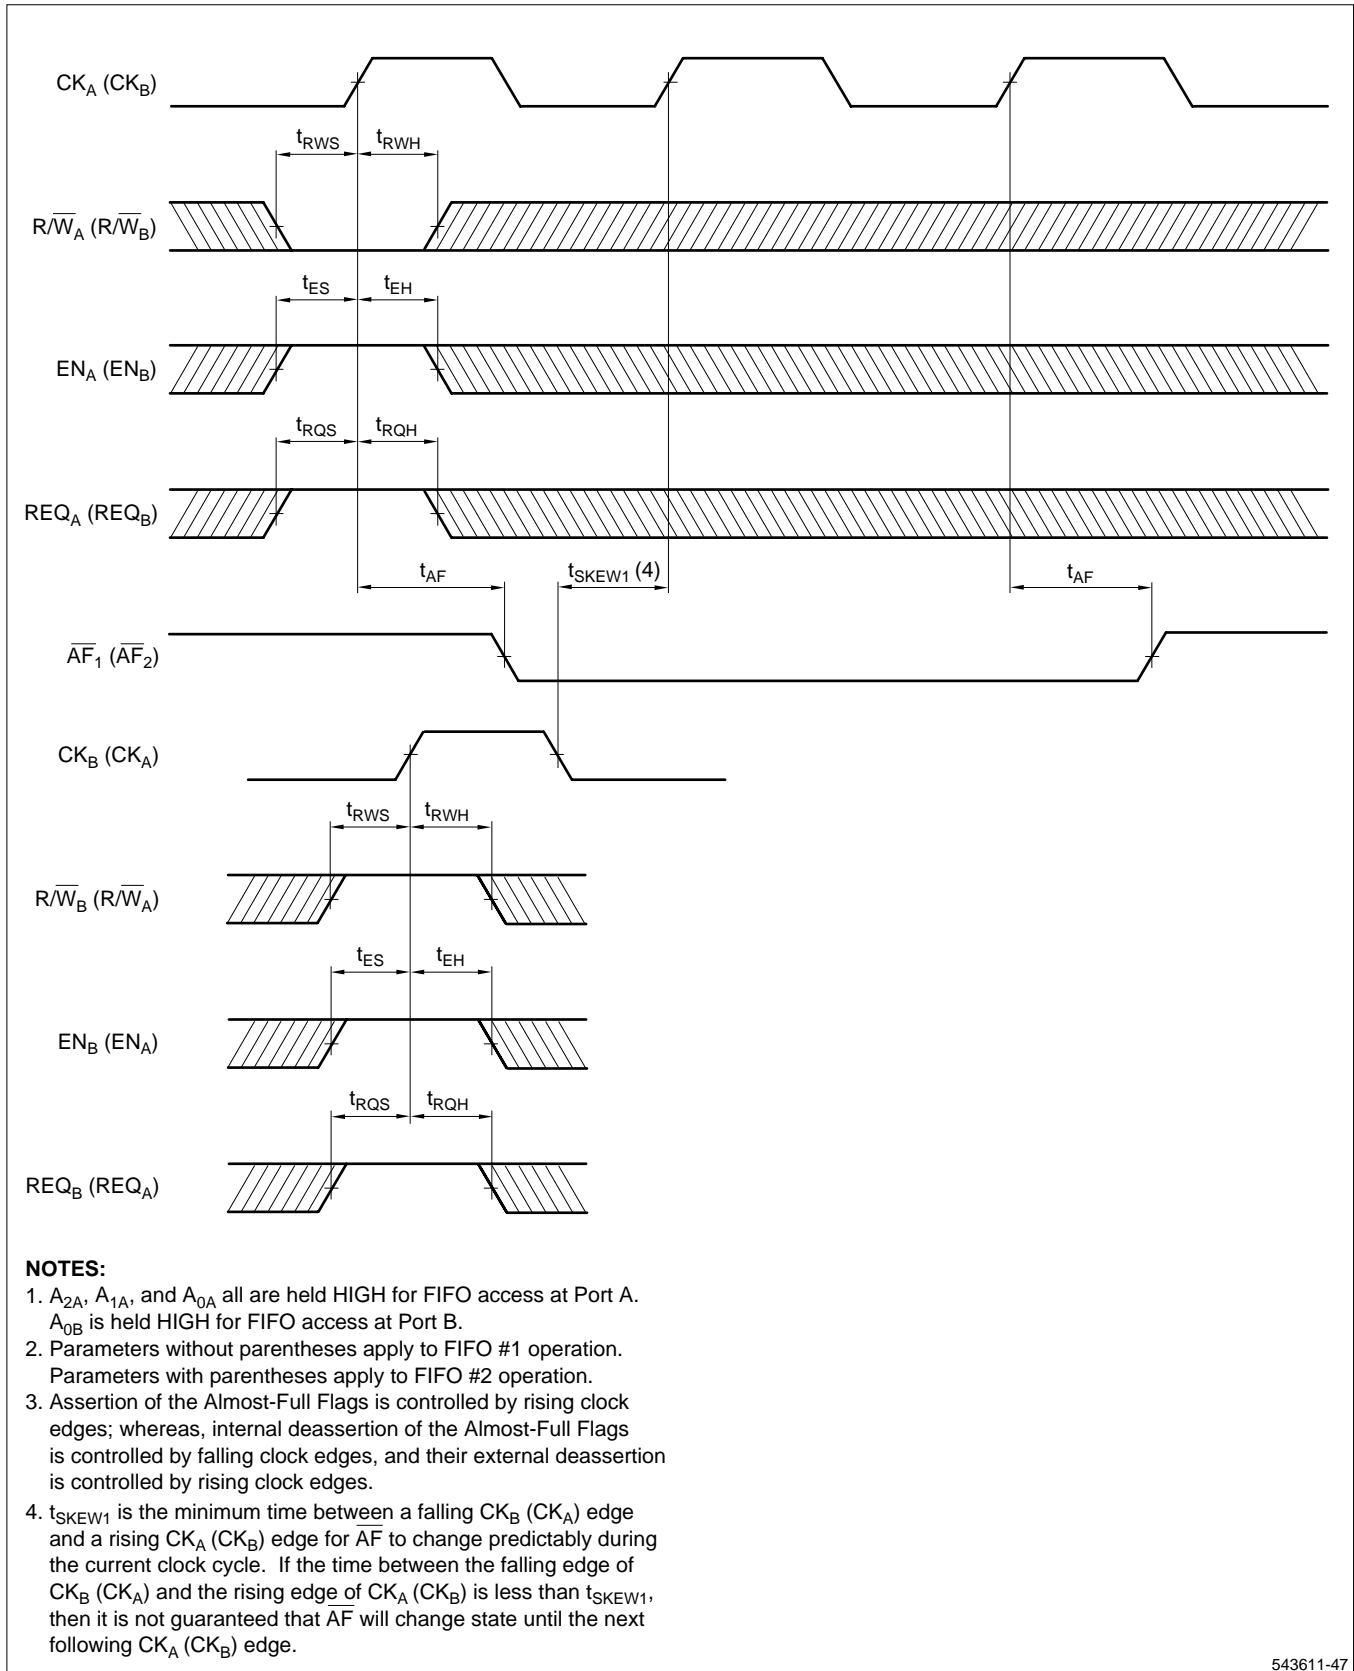 CKA (CKB)
tRWS tRWH
R/W̅A (R/W̅B)
tES tEH
ENA (ENB)
tRQS tRQH
REQA (REQB)
tAF tSKEW1 (4) tAF
A̅F̅1 (A̅F̅2)
CKB (CKA)
tRWS tRWH
R/W̅B (R/W̅A)
tES tEH
ENB (ENA)
tRQS tRQH
REQB (REQA)
NOTES:
1. A2A, A1A, and A0A all are held HIGH for FIFO access at Port A.
A0B is held HIGH for FIFO access at Port B.
2. Parameters without parentheses apply to FIFO #1 operation.
Parameters with parentheses apply to FIFO #2 operation.
3. Assertion of the Almost-Full Flags is controlled by rising clock
edges; whereas, internal deassertion of the Almost-Full Flags
is controlled by falling clock edges, and their external deassertion
is controlled by rising clock edges.
4. tSKEW1 is the minimum time between a falling CKB (CKA) edge
and a rising CKA (CKB) edge for A̅F̅ to change predictably during
the current clock cycle. If the time between the falling edge of
CKB (CKA) and the rising edge of CKA (CKB) is less than tSKEW1,
then it is not guaranteed that A̅F̅ will change state until the next
following CKA (CKB) edge.
543611-47